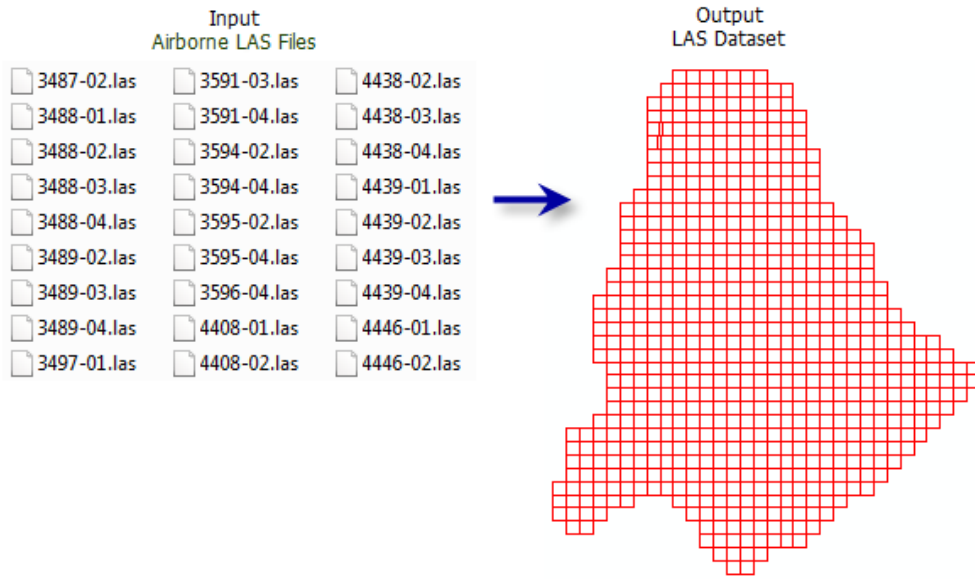 Input
Airborne LAS Files
3487-02.las 3591-03.las 4438-02.las
3488-01.las 3591-04.las 4438-03.las
3488-02.las 3594-02.las 4438-04.las
3488-03.las 3594-04.las 4439-01.las
3488-04.las 3595-02.las 4439-02.las
3489-02.las 3595-04.las 4439-03.las
3489-03.las 3596-04.las 4439-04.las
3489-04.las 4408-01.las 4446-01.las
3497-01.las 4408-02.las 4446-02.las
Output
LAS Dataset